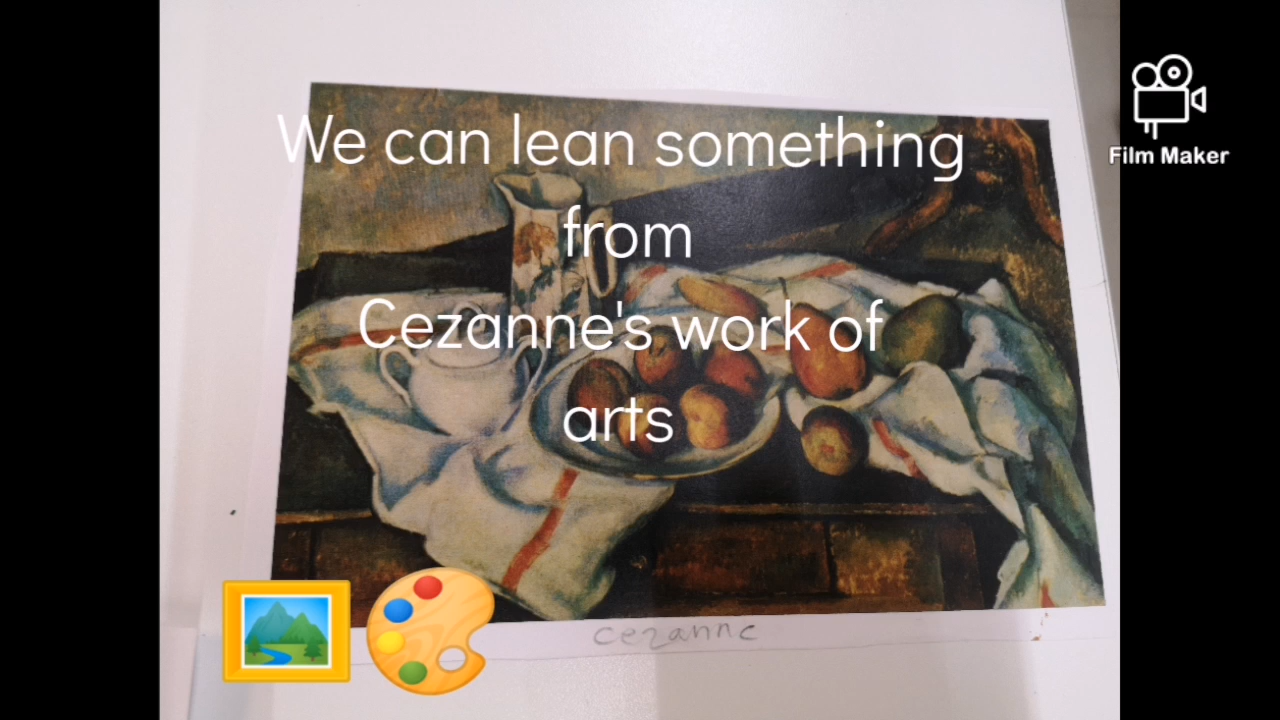 We can lean something
from
Cezanne's work of
arts
Film Maker
cezanne